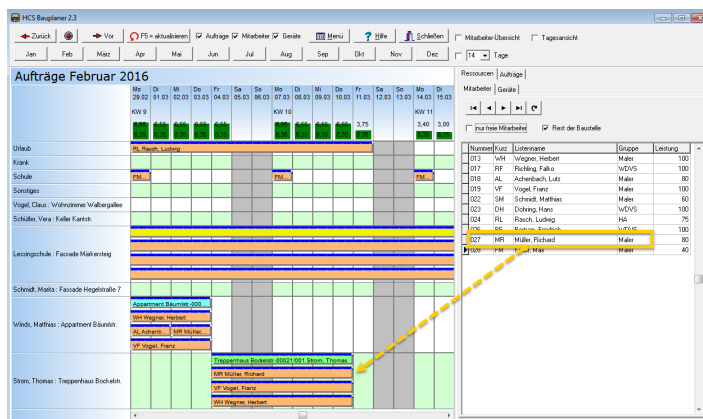 HCS Bauplaner 2.3
Zurück Vor F5 = aktualisieren Aufträge Mitarbeiter Geräte Menü Hilfe Schließen Mitarbeiter-Übersicht Tagesansicht
Jan Feb März Apr Mai Jun Jul Aug Sep Okt Nov Dez 14 Tage
Aufträge Februar 2016
Ressourcen Aufträge
Mitarbeiter Geräte
nur freie Mitarbeiter Rest der Baustelle
Mo Di Mi Do Fr Sa So Mo Di Mi Do Fr Sa So Mo Di
29.02 01.03 02.03 03.03 04.03 05.03 06.03 07.03 08.03 09.03 10.03 11.03 12.03 13.03 14.03 15.03
KW 9 KW 10 KW 11
3,75 3,40 3,00
Urlaub RL Rasch, Ludwig
Krank
Schule FM... FM... FM...
Sonstiges
Vogel, Claus : Wohnzimmer Walbergallee
Schüßler, Vera : Keller Kantstr.
Lessingschule : Fassade Märkersteig
Schmidt, Marita : Fassade Hegelstraße 7
Winds, Matthias : Appartment Bäumlstr.
Appartment Bäumlstr.-000...
WH Wegner, Herbert
AL Achenb... MR Müller,...
VF Vogel, Franz
Strom, Thomas : Treppenhaus Bockelstr.
Treppenhaus Bockelstr.-00021/001 Strom, Thomas
MR Müller, Richard
VF Vogel, Franz
WH Wegner, Herbert
Nummer Kurz Listenname Gruppe Leistung
013 WH Wegner, Herbert Maler 100
017 RF Richling, Falko WDVS 100
018 AL Achenbach, Lutz Maler 80
019 VF Vogel, Franz Maler 100
022 SM Schmidt, Matthias Maler 60
023 DH Döhring, Hans WDVS 100
024 RL Rasch, Ludwig HA 75
027 MR Müller, Richard Maler 80
028 FM Max Maler 40